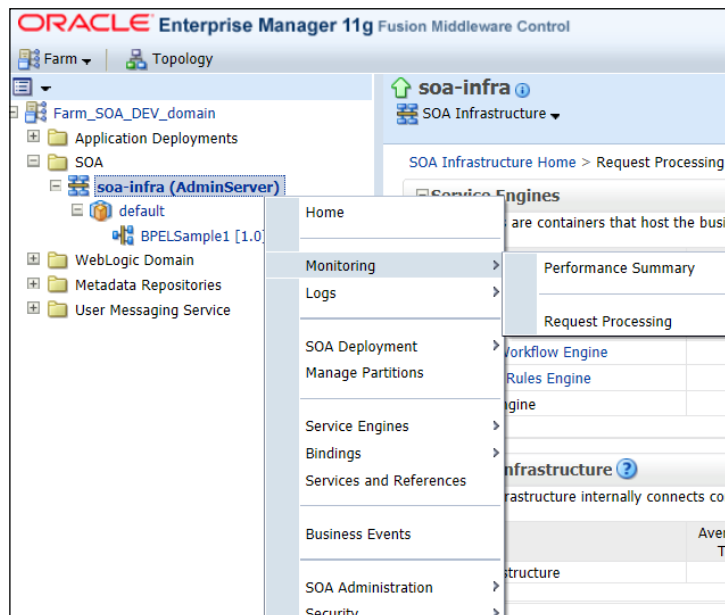 ORACLE Enterprise Manager 11g Fusion Middleware Control
Farm
Topology
Farm_SOA_DEV_domain
Application Deployments
SOA
soa-infra (AdminServer)
default
BPELSample1 [1.0]
WebLogic Domain
Metadata Repositories
User Messaging Service
soa-infra
SOA Infrastructure
SOA Infrastructure Home > Request Processing
Service Engines
are containers that host the busi
Home
Monitoring
Logs
SOA Deployment
Manage Partitions
Service Engines
Bindings
Services and References
Business Events
SOA Administration
Security
Performance Summary
Request Processing
Workflow Engine
Rules Engine
ngine
nfrastructure
rastructure internally connects co
Aver
T
structure